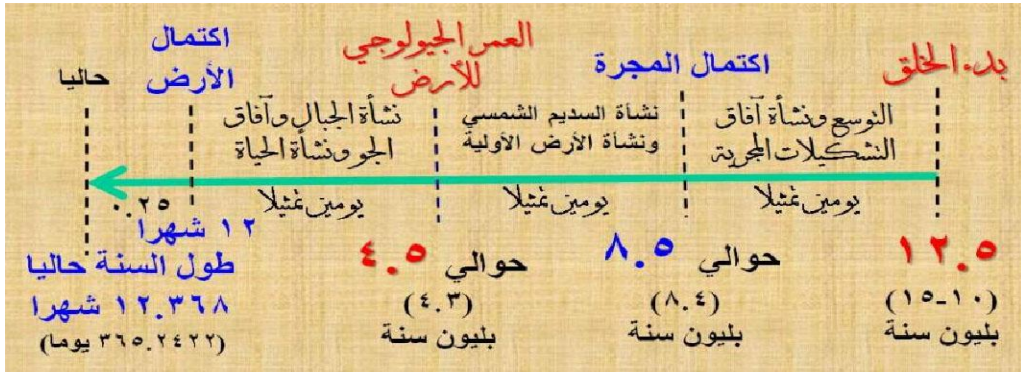 بدء الخلق
اكتمال المجرة
العمر الجيولوجي
للأرض
اكتمال
الأرض
حاليا
التوسع ونشأة آفاق
التشكيلات المجرية
نشأة السديم الشمسي
ونشأة الأرض الأولية
نشأة الجبال وآفاق
الجو ونشأة الحياة
يومين تمثيلا
يومين تمثيلا
يومين تمثيلا
٠.٢٥
١٢.٥
(١٠-١٥)
بليون سنة
حوالي ٨.٥
(٨.٤)
بليون سنة
حوالي ٤.٥
(٤.٣)
بليون سنة
١٢ شهرا
طول السنة حاليا
١٢.٣٦٨ شهرا
(٣٦٥.٢٤٢٢ يوما)